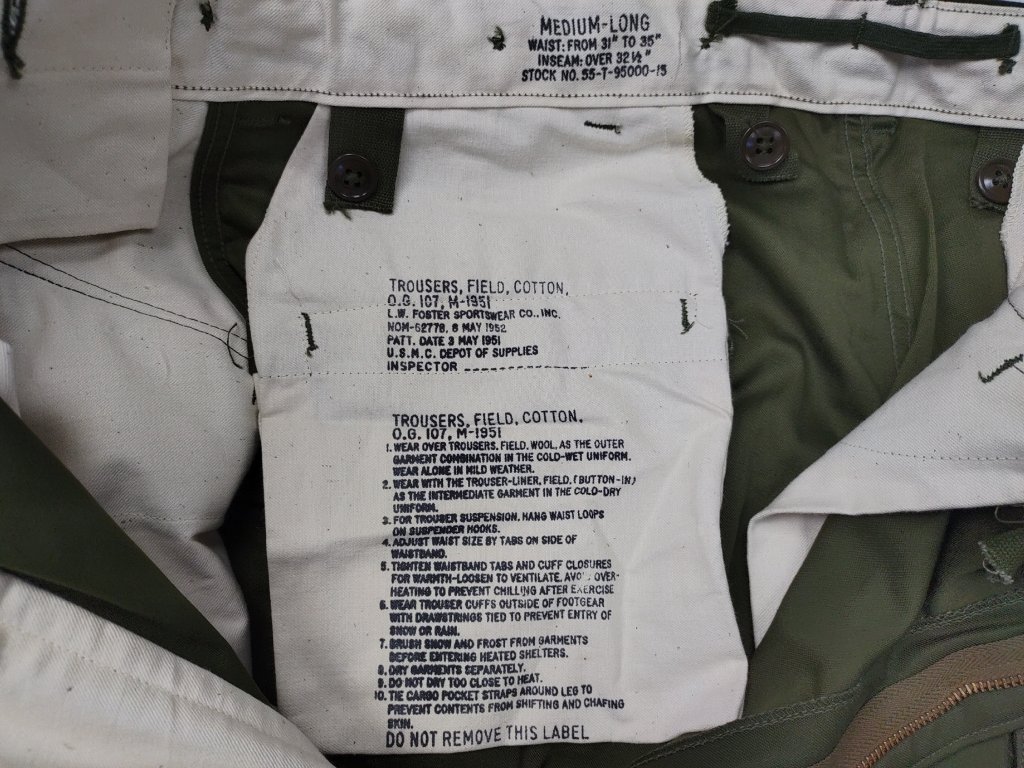 MEDIUM-LONG
WAIST: FROM 31" TO 35"
INSEAM: OVER 32½"
STOCK NO. 55-T-95000-15
TROUSERS, FIELD, COTTON,
O.G. 107, M-1951
L.W. FOSTER SPORTSWEAR CO., INC.
NOM-62778, 8 MAY 1952
PATT. DATE 3 MAY 1951
U.S.M.C. DEPOT OF SUPPLIES
INSPECTOR
TROUSERS, FIELD, COTTON,
O.G. 107, M-1951
1. WEAR OVER TROUSERS, FIELD, WOOL, AS THE OUTER
GARMENT COMBINATION IN THE COLD-WET UNIFORM.
WEAR ALONE IN MILD WEATHER.
2. WEAR WITH THE TROUSER-LINER, FIELD, (BUTTON-IN)
AS THE INTERMEDIATE GARMENT IN THE COLD-DRY
UNIFORM.
3. FOR TROUSER SUSPENSION, HANG WAIST LOOPS
ON SUSPENDER HOOKS.
4. ADJUST WAIST SIZE BY TABS ON SIDE OF
WAISTBAND.
5. TIGHTEN WAISTBAND TABS AND CUFF CLOSURES
FOR WARMTH-LOOSEN TO VENTILATE. AVOID OVER-
HEATING TO PREVENT CHILLING AFTER EXERCISE
6. WEAR TROUSER CUFFS OUTSIDE OF FOOTGEAR
WITH DRAWSTRINGS TIED TO PREVENT ENTRY OF
SNOW OR RAIN.
7. BRUSH SNOW AND FROST FROM GARMENTS
BEFORE ENTERING HEATED SHELTERS.
8. DRY GARMENTS SEPARATELY.
9. DO NOT DRY TOO CLOSE TO HEAT.
10. TIE CARGO POCKET STRAPS AROUND LEG TO
PREVENT CONTENTS FROM SHIFTING AND CHAFING
SKIN.
DO NOT REMOVE THIS LABEL